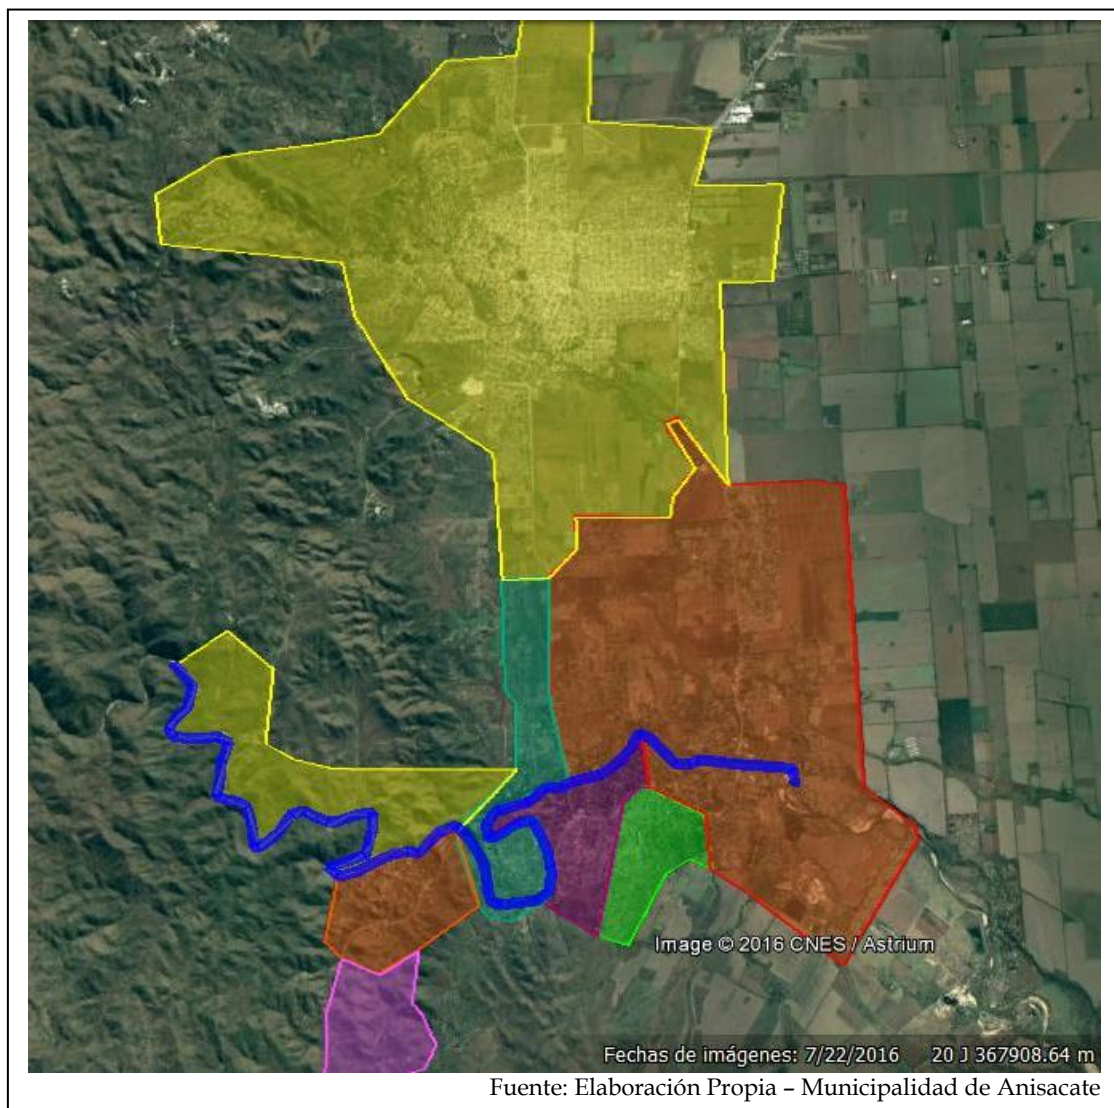 Image © 2016 CNES / Astrium
Fechas de imágenes: 7/22/2016 20 J 367908.64 m
Fuente: Elaboración Propia – Municipalidad de Anisacate